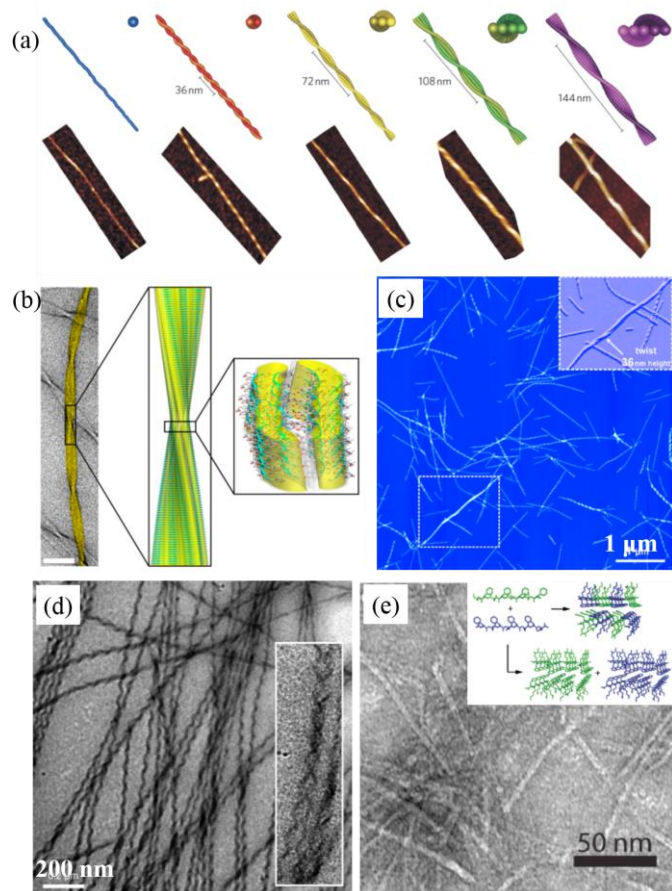 (a)
36 nm
72 nm
108 nm
144 nm
(b)
(c)
twist
36 nm height
1 μm
(d)
200 nm
(e)
+
+
50 nm